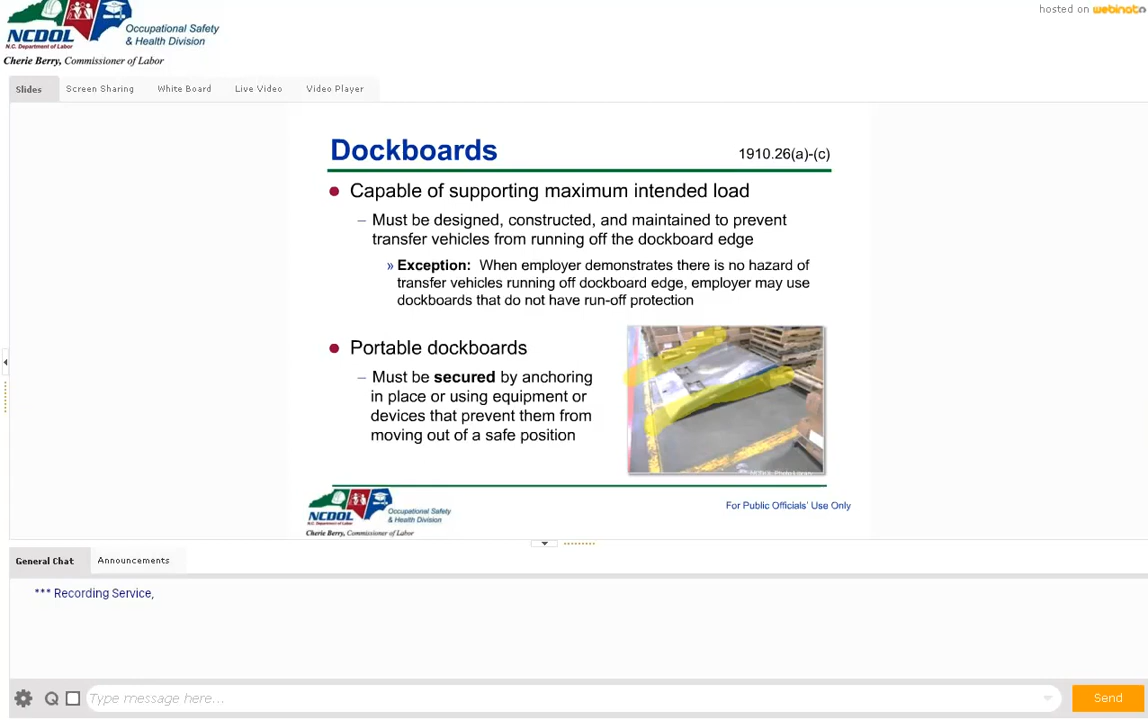 hosted on webinato
NCDOL
N.C. Department of Labor
Occupational Safety
& Health Division
Cherie Berry, Commissioner of Labor
Slides
Screen Sharing
White Board
Live Video
Video Player
Dockboards
1910.26(a)-(c)
Capable of supporting maximum intended load
– Must be designed, constructed, and maintained to prevent
transfer vehicles from running off the dockboard edge
» Exception: When employer demonstrates there is no hazard of
transfer vehicles running off dockboard edge, employer may use
dockboards that do not have run-off protection
Portable dockboards
– Must be secured by anchoring
in place or using equipment or
devices that prevent them from
moving out of a safe position
NCDOL Photo Library
NCDOL
N.C. Department of Labor
Occupational Safety
& Health Division
Cherie Berry, Commissioner of Labor
For Public Officials' Use Only
General Chat
Announcements
*** Recording Service,
Q
Type message here...
Send